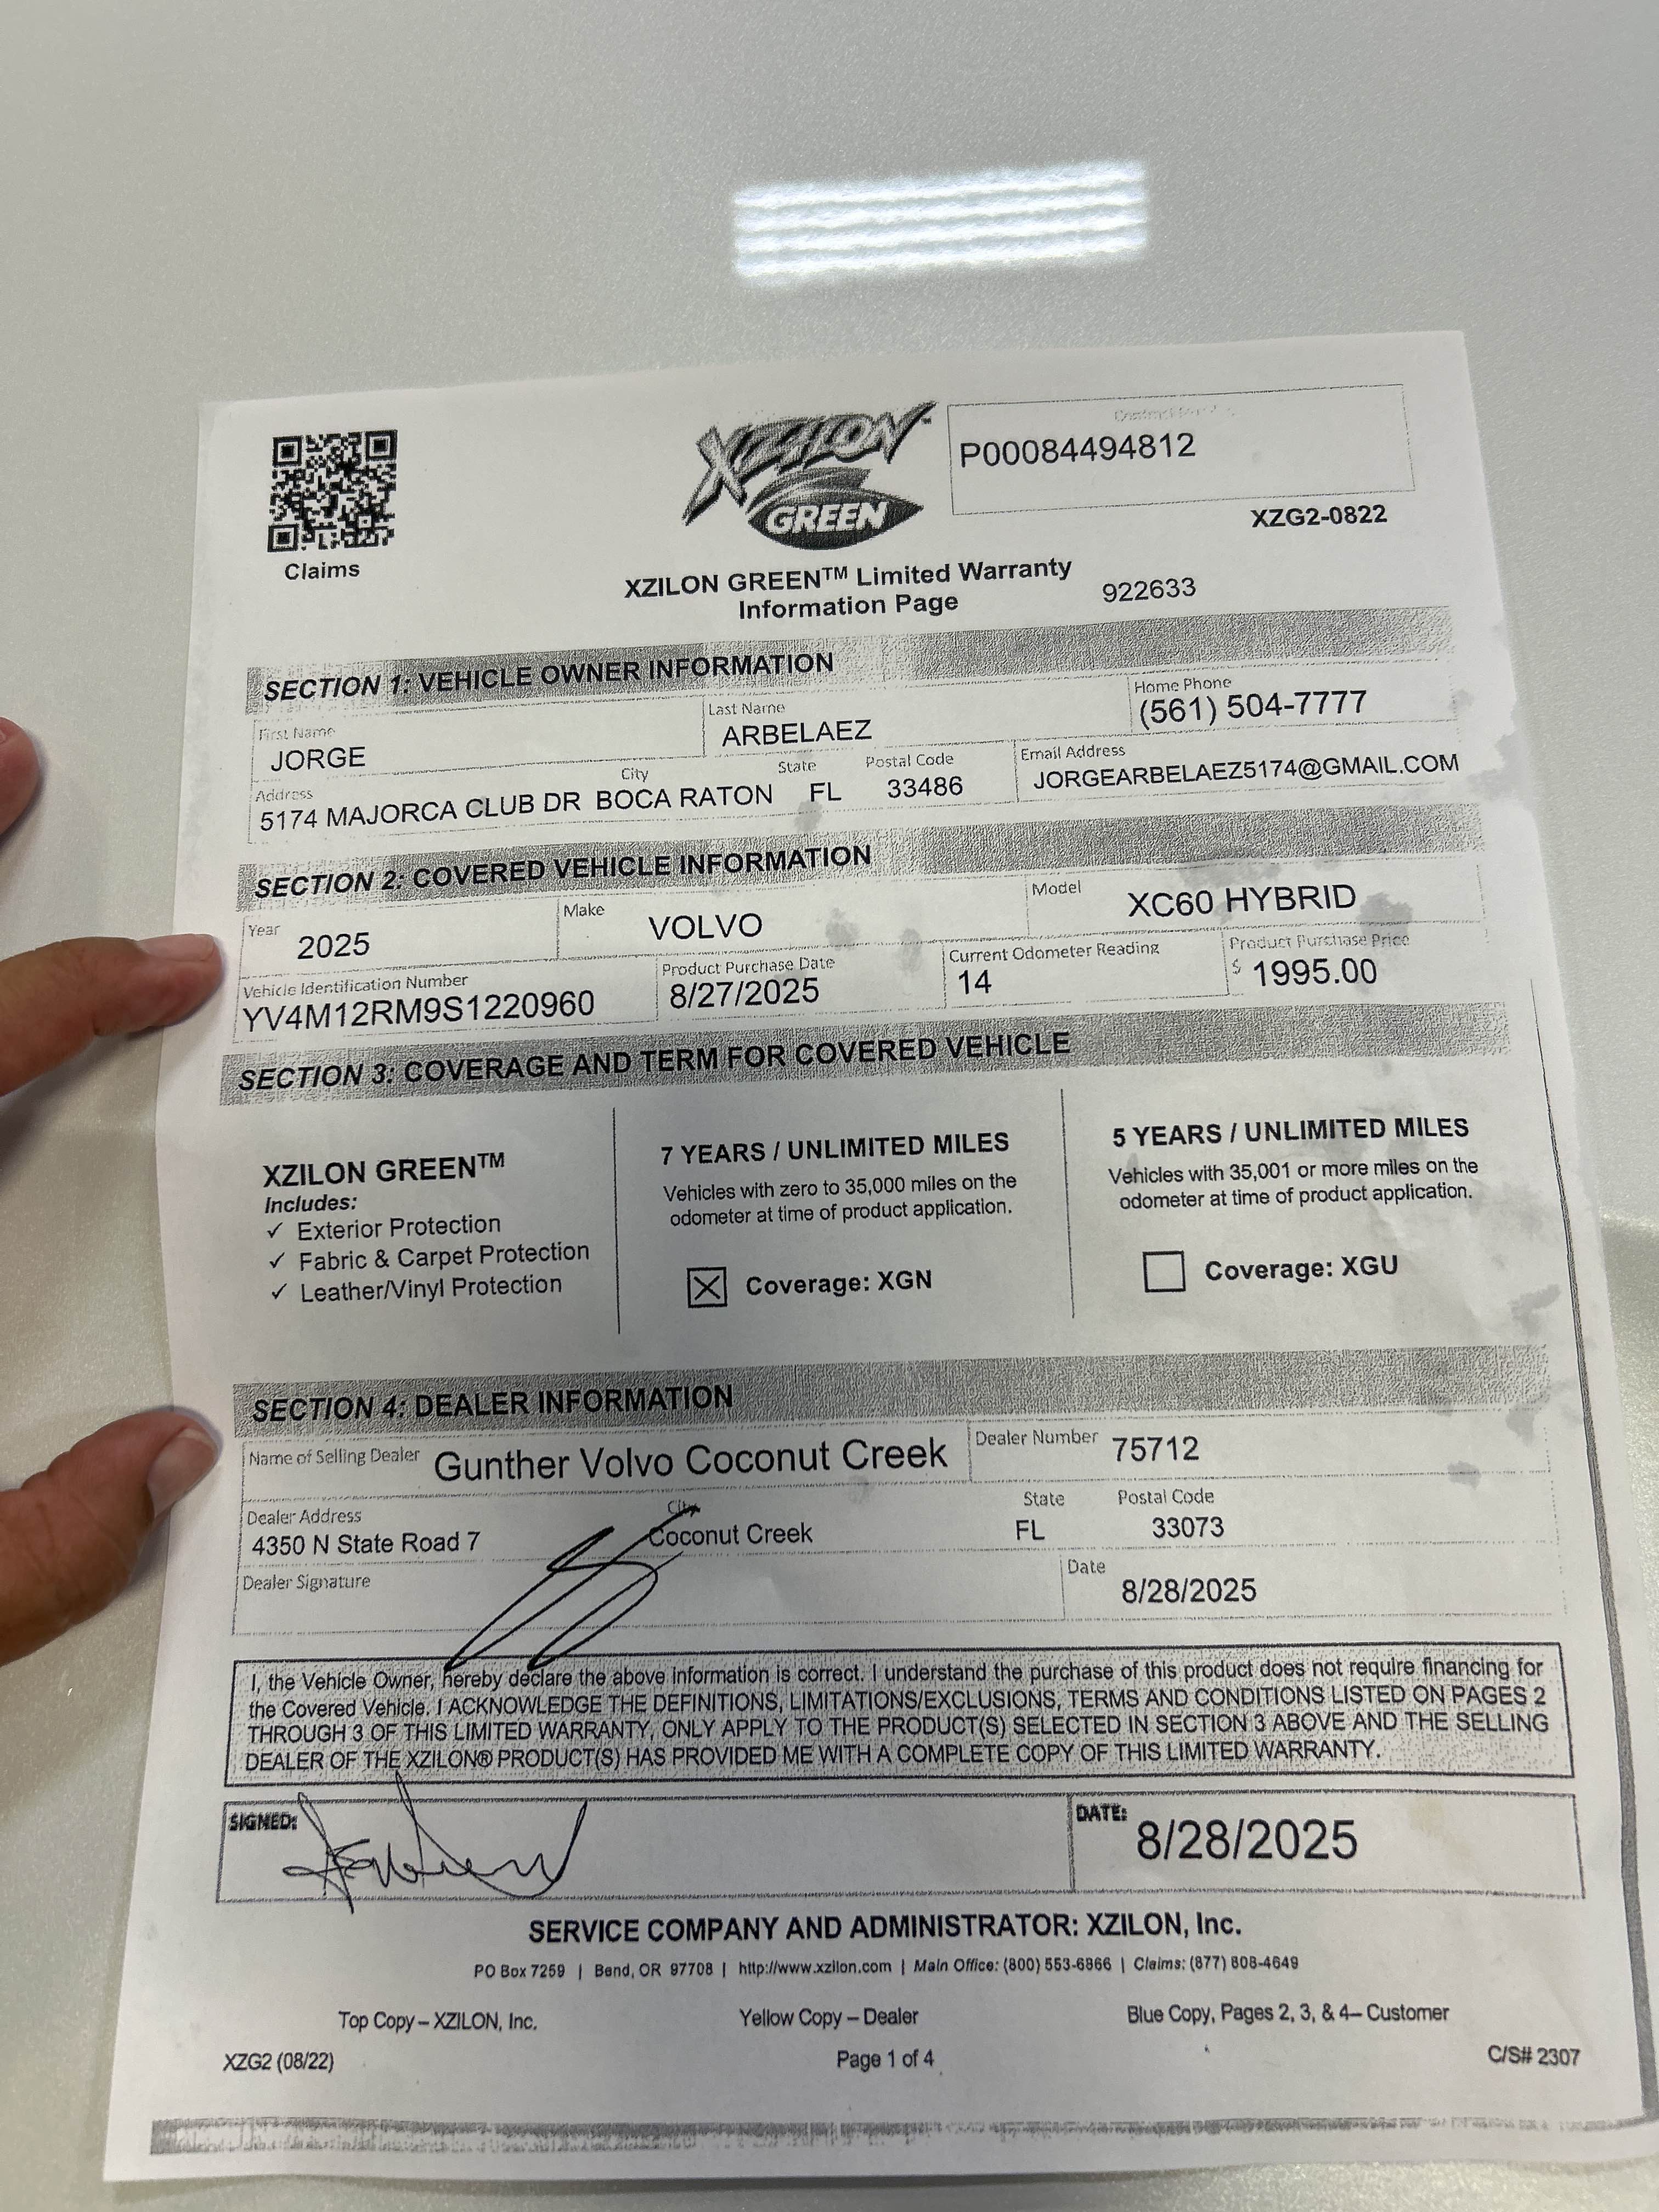 XZILON
GREEN
P00084494812
XZG2-0822
Claims
XZILON GREEN™ Limited Warranty
Information Page
922633
SECTION 1: VEHICLE OWNER INFORMATION
First Name
Last Name
Home Phone
JORGE
ARBELAEZ
(561) 504-7777
Address
City
State
Postal Code
Email Address
5174 MAJORCA CLUB DR BOCA RATON FL 33486
JORGEARBELAEZ5174@GMAIL.COM
SECTION 2: COVERED VEHICLE INFORMATION
Year
Make
Model
2025
VOLVO
XC60 HYBRID
Vehicle Identification Number
Product Purchase Date
Current Odometer Reading
Product Purchase Price
YV4M12RM9S1220960
8/27/2025
14
$ 1995.00
SECTION 3: COVERAGE AND TERM FOR COVERED VEHICLE
XZILON GREEN™
Includes:
✓ Exterior Protection
✓ Fabric & Carpet Protection
✓ Leather/Vinyl Protection
7 YEARS / UNLIMITED MILES
Vehicles with zero to 35,000 miles on the
odometer at time of product application.
☒ Coverage: XGN
5 YEARS / UNLIMITED MILES
Vehicles with 35,001 or more miles on the
odometer at time of product application.
☐ Coverage: XGU
SECTION 4: DEALER INFORMATION
Name of Selling Dealer Gunther Volvo Coconut Creek
Dealer Number 75712
Dealer Address
City
State
Postal Code
4350 N State Road 7
Coconut Creek
FL
33073
Dealer Signature
Date
8/28/2025
I, the Vehicle Owner, hereby declare the above information is correct. I understand the purchase of this product does not require financing for
the Covered Vehicle. I ACKNOWLEDGE THE DEFINITIONS, LIMITATIONS/EXCLUSIONS, TERMS AND CONDITIONS LISTED ON PAGES 2
THROUGH 3 OF THIS LIMITED WARRANTY, ONLY APPLY TO THE PRODUCT(S) SELECTED IN SECTION 3 ABOVE AND THE SELLING
DEALER OF THE XZILON® PRODUCT(S) HAS PROVIDED ME WITH A COMPLETE COPY OF THIS LIMITED WARRANTY.
SIGNED:
DATE:
8/28/2025
SERVICE COMPANY AND ADMINISTRATOR: XZILON, Inc.
PO Box 7259 | Bend, OR 97708 | http://www.xzilon.com | Main Office: (800) 553-6866 | Claims: (877) 808-4649
Top Copy – XZILON, Inc.
Yellow Copy – Dealer
Blue Copy, Pages 2, 3, & 4– Customer
XZG2 (08/22)
Page 1 of 4
C/S# 2307